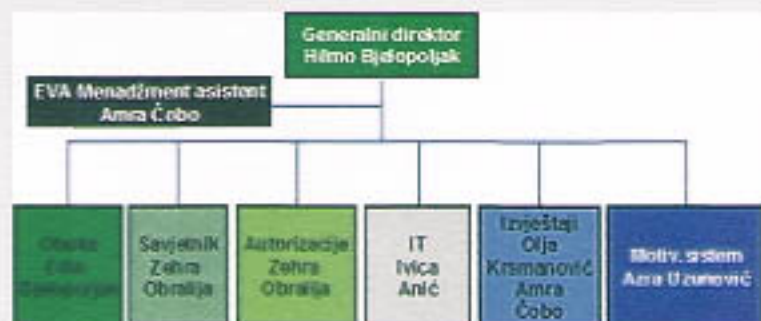 Generalni direktor
Hilmo Bjelopoljak
EVA Menadžment asistent
Amra Čobo
Savjetnik
Zehra
Obralija
Autorizacije
Zehra
Obralija
IT
Ivica
Anić
Izvještaji
Olja
Krsmanović
Amra
Čobo
Motiv. sistem
Azra Uzunović